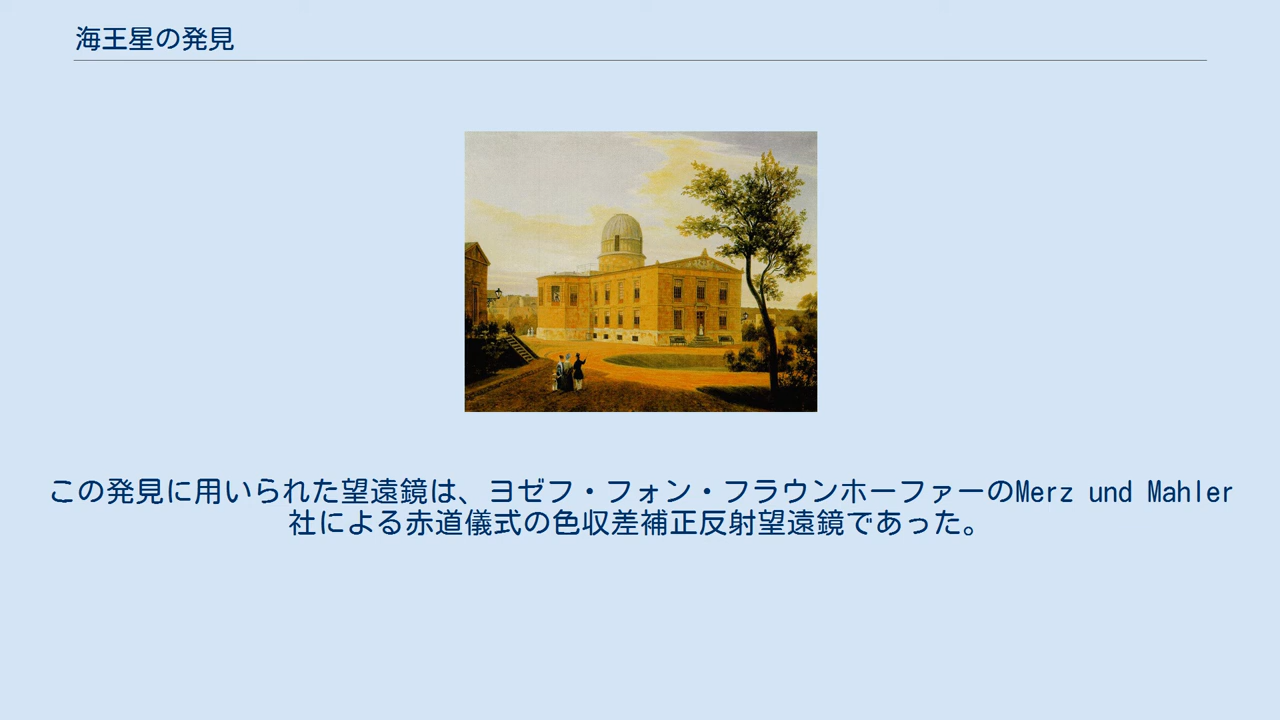 海王星の発見
この発見に用いられた望遠鏡は、ヨゼフ・フォン・フラウンホーファーのMerz und Mahler
社による赤道儀式の色収差補正反射望遠鏡であった。